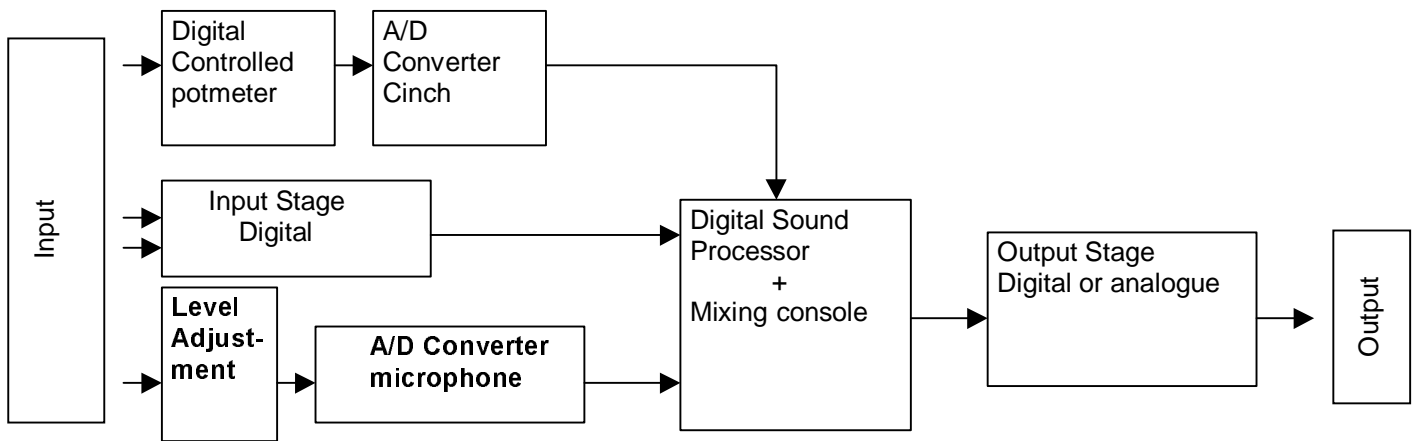 Input
Digital
Controlled
potmeter
A/D
Converter
Cinch
Input Stage
Digital
Level
Adjust-
ment
A/D Converter
microphone
Digital Sound
Processor
+
Mixing console
Output Stage
Digital or analogue
Output